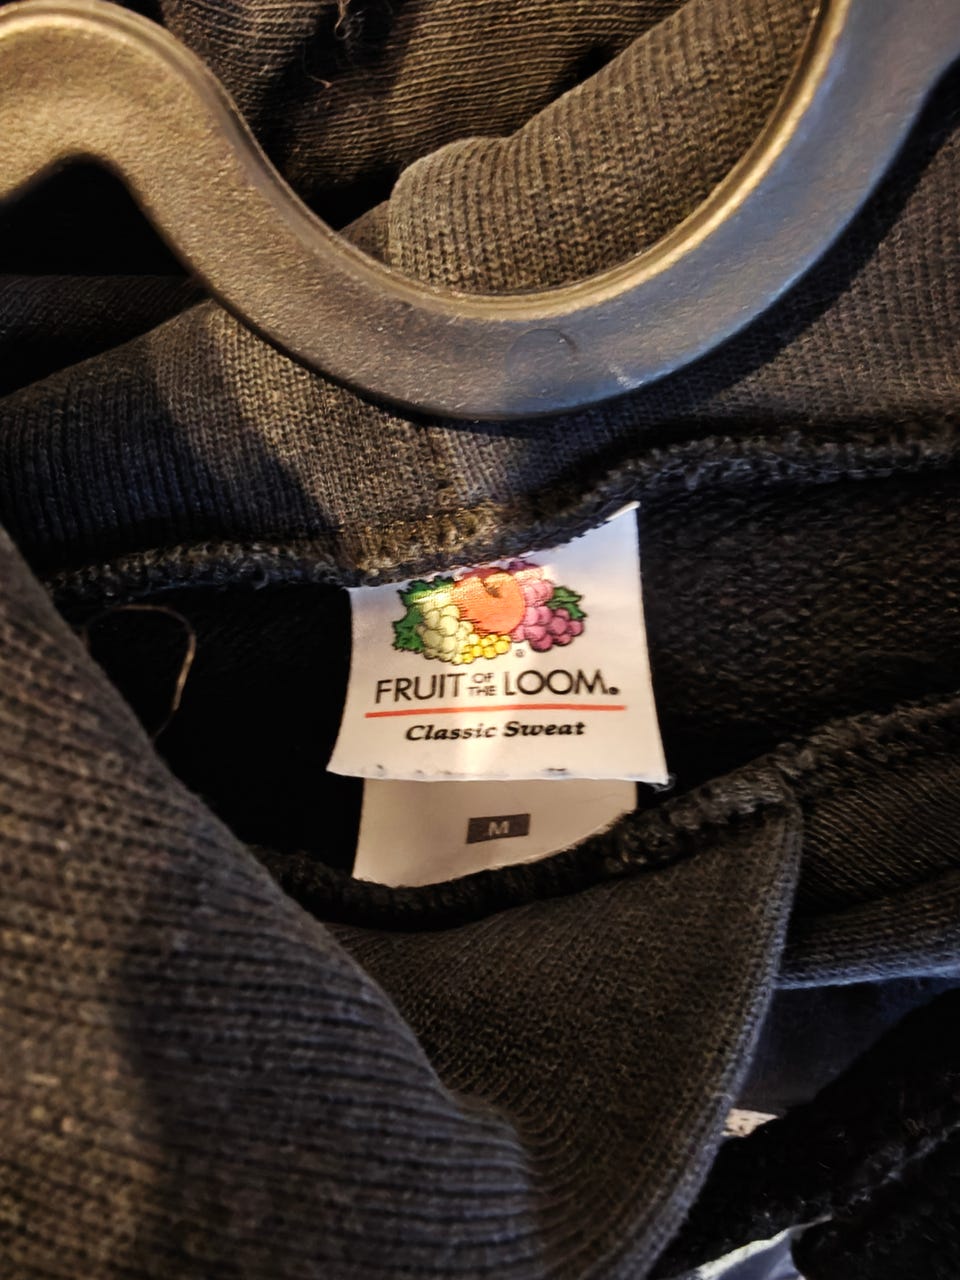 FRUIT OF THE LOOM®
Classic Sweat
M